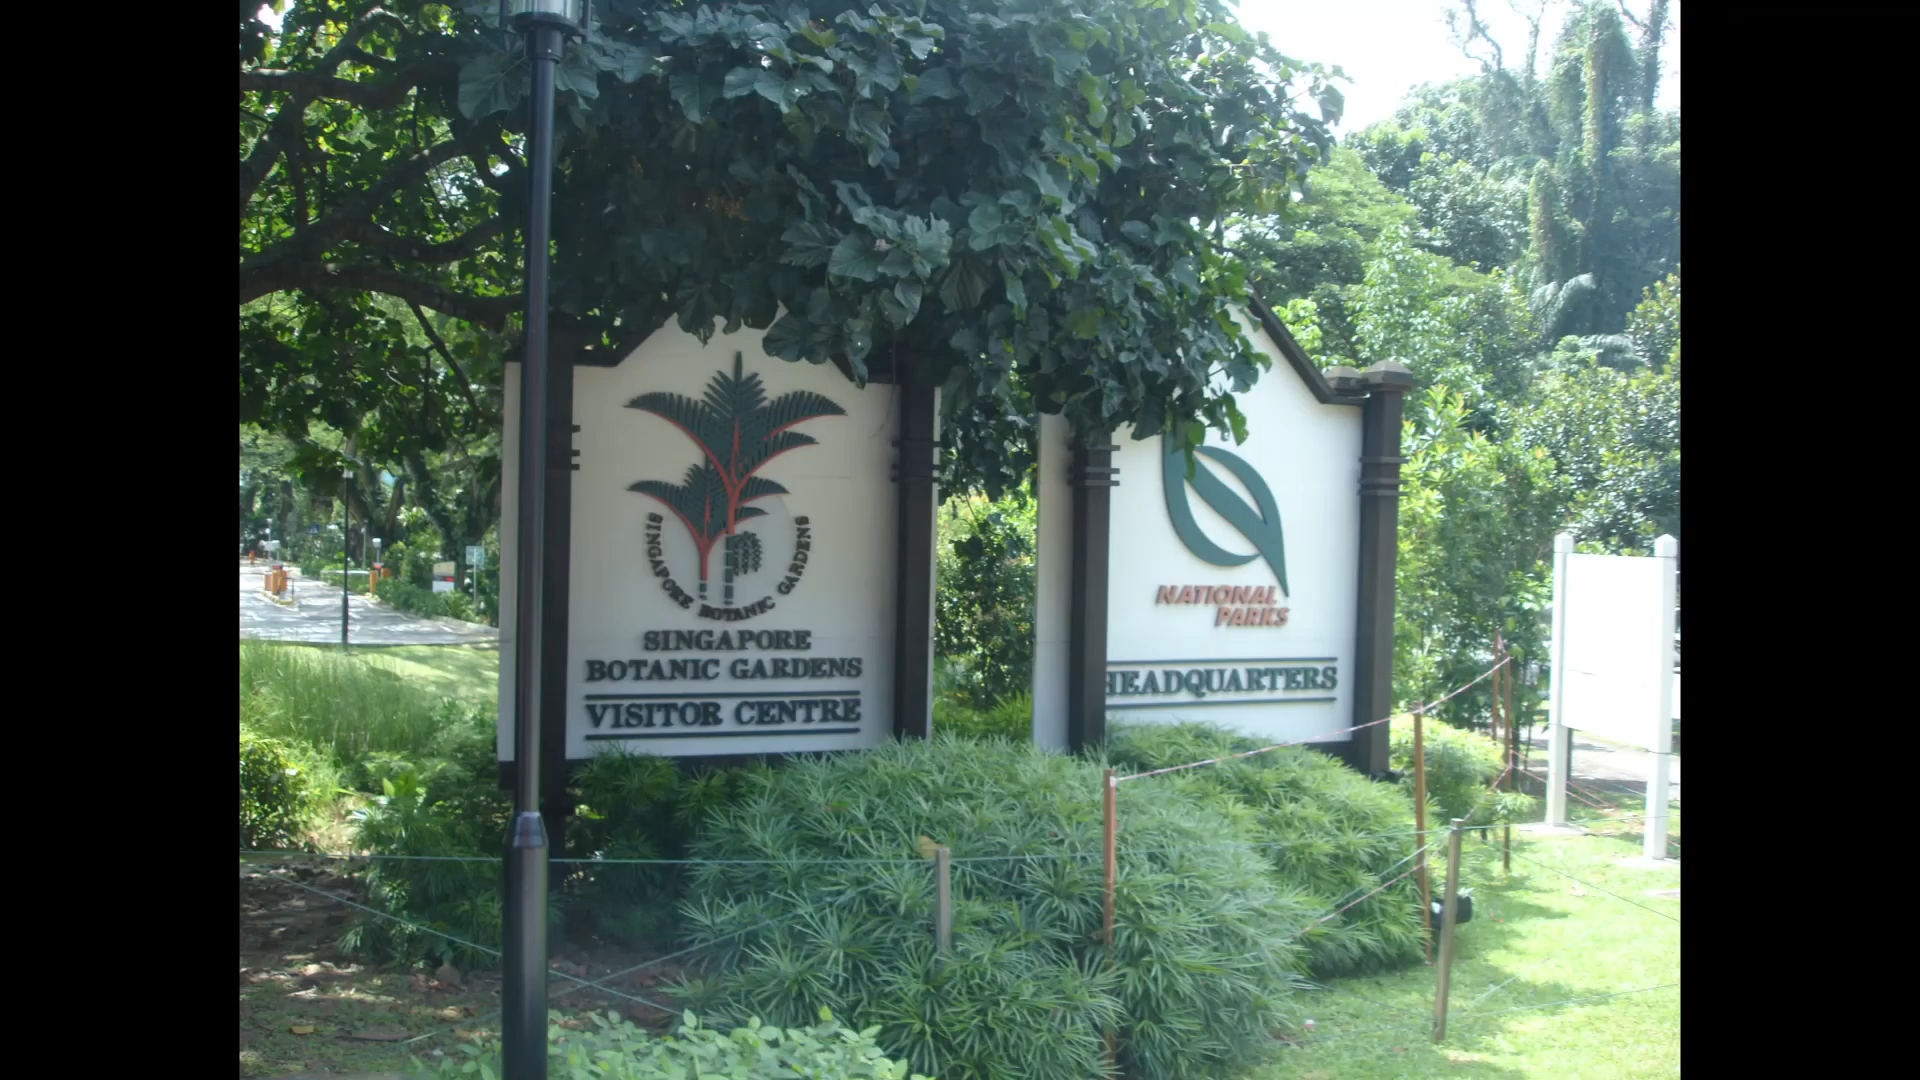 SINGAPORE BOTANIC GARDENS
SINGAPORE
BOTANIC GARDENS
VISITOR CENTRE
NATIONAL
PARKS
HEADQUARTERS